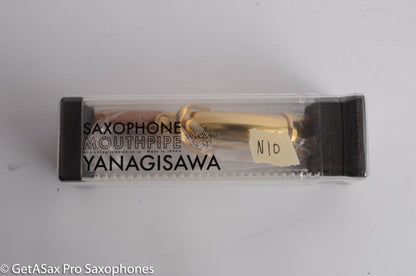 SAXOPHONE
MOUTHPIPE
YANAGISAWA
N10
© GetASax Pro Saxophones